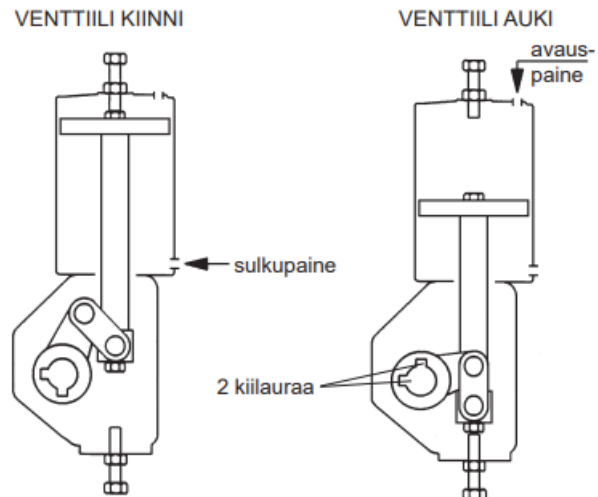 VENTTIILI KIINNI
VENTTIILI AUKI
avaus-
paine
sulkupaine
2 kiilauraa